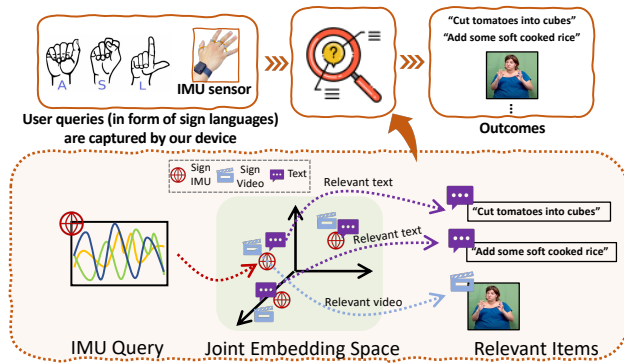 A S L
IMU sensor
User queries (in form of sign languages)
are captured by our device
?
“Cut tomatoes into cubes”
“Add some soft cooked rice”
Outcomes
Sign
IMU
Sign
Video
Text
Relevant text
“Cut tomatoes into cubes”
Relevant text
“Add some soft cooked rice”
Relevant video
IMU Query
Joint Embedding Space
Relevant Items